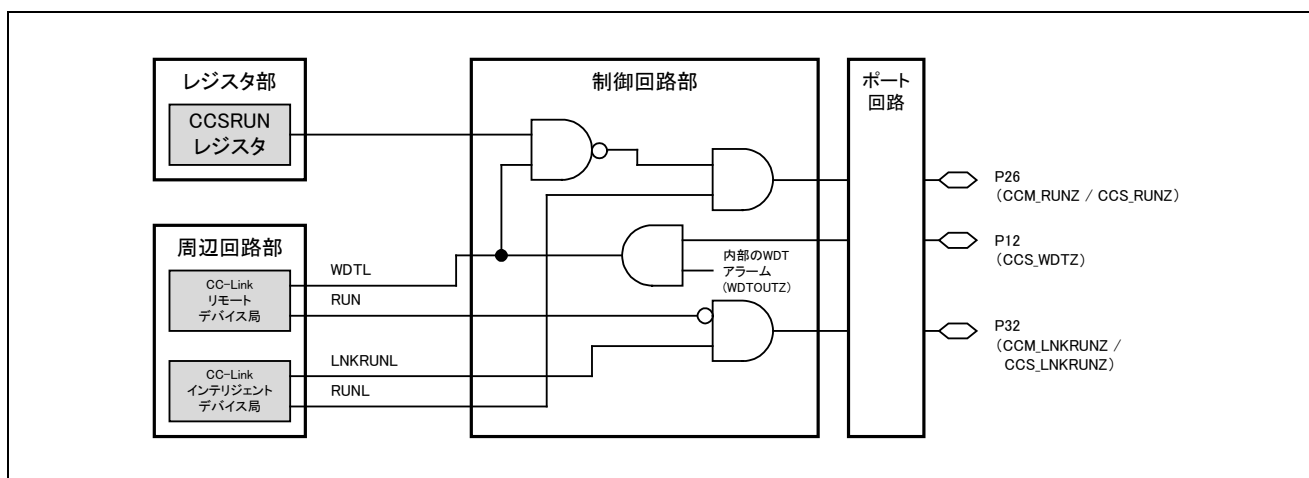 レジスタ部
CCSRUN
レジスタ
周辺回路部
CC-Link
リモート
デバイス局
CC-Link
インテリジェント
デバイス局
WDTL
RUN
LNKRUNL
RUNL
制御回路部
内部のWDT
アラーム
(WDTOUTZ)
ポート
回路
P26
(CCM_RUNZ / CCS_RUNZ)
P12
(CCS_WDTZ)
P32
(CCM_LNKRUNZ /
CCS_LNKRUNZ)